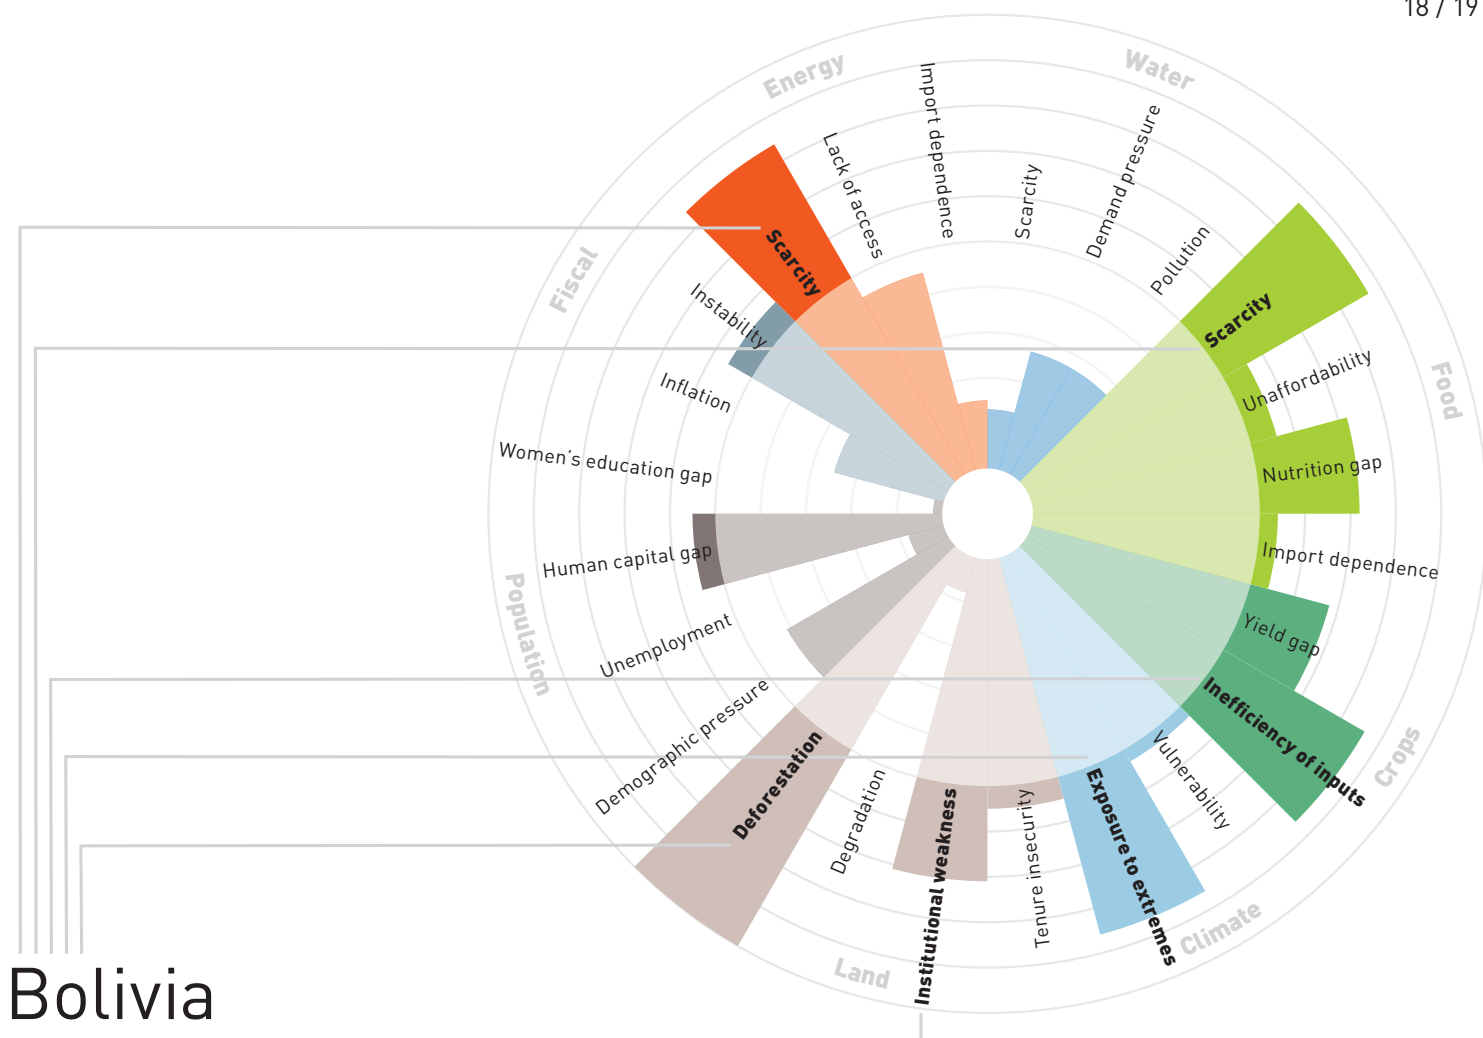 18 / 19
Energy
Water
Import dependence
Lack of access
Scarcity
Demand pressure
Pollution
Scarcity
Scarcity
Fiscal
Instability
Inflation
Unaffordability
Food
Nutrition gap
Women's education gap
Human capital gap
Import dependence
Population
Unemployment
Yield gap
Inefficiency of inputs
Crops
Demographic pressure
Deforestation
Degradation
Institutional weakness
Tenure insecurity
Exposure to extremes
Vulnerability
Climate
Land
Bolivia